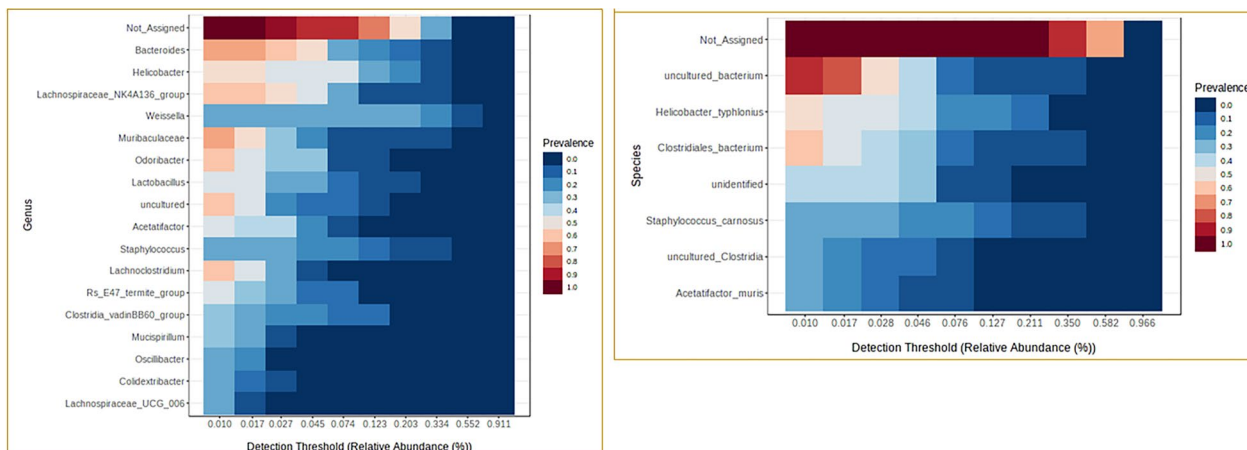 Genus
Not_Assigned
Bacteroides
Helicobacter
Lachnospiraceae_NK4A136_group
Weissella
Muribaculaceae
Odoribacter
Lactobacillus
uncultured
Acetatifactor
Staphylococcus
Lachnoclostridium
Rs_E47_termite_group
Clostridia_vadinBB60_group
Mucispirillum
Oscillibacter
Colidextribacter
Lachnospiraceae_UCG_006
0.010 0.017 0.027 0.045 0.074 0.123 0.203 0.334 0.552 0.911
Detection Threshold (Relative Abundance (%))
Prevalence
0.0
0.1
0.2
0.3
0.4
0.5
0.6
0.7
0.8
0.9
1.0
Species
Not_Assigned
uncultured_bacterium
Helicobacter_typhlonius
Clostridiales_bacterium
unidentified
Staphylococcus_carnosus
uncultured_Clostridia
Acetatifactor_muris
0.010 0.017 0.028 0.046 0.076 0.127 0.211 0.350 0.582 0.966
Detection Threshold (Relative Abundance (%))
Prevalence
0.0
0.1
0.2
0.3
0.4
0.5
0.6
0.7
0.8
0.9
1.0